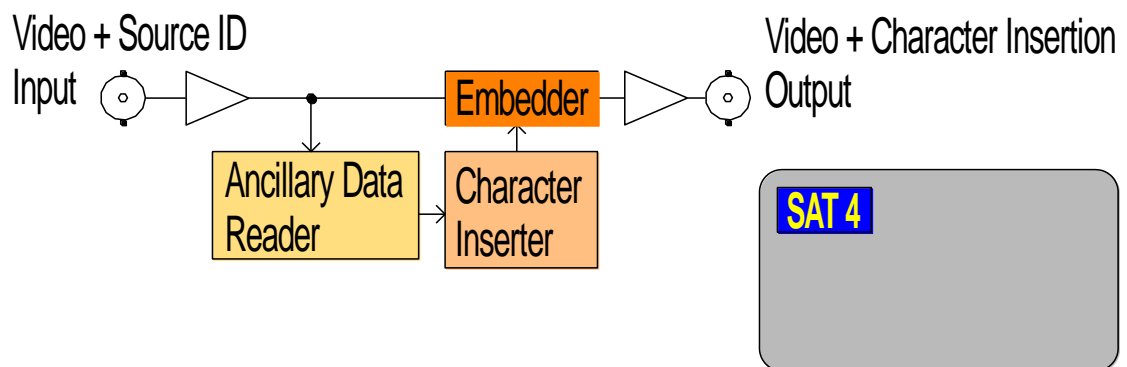 Video + Source ID
Input
Video + Character Insertion
Output
Embedder
Ancillary Data
Reader
Character
Inserter
SAT 4